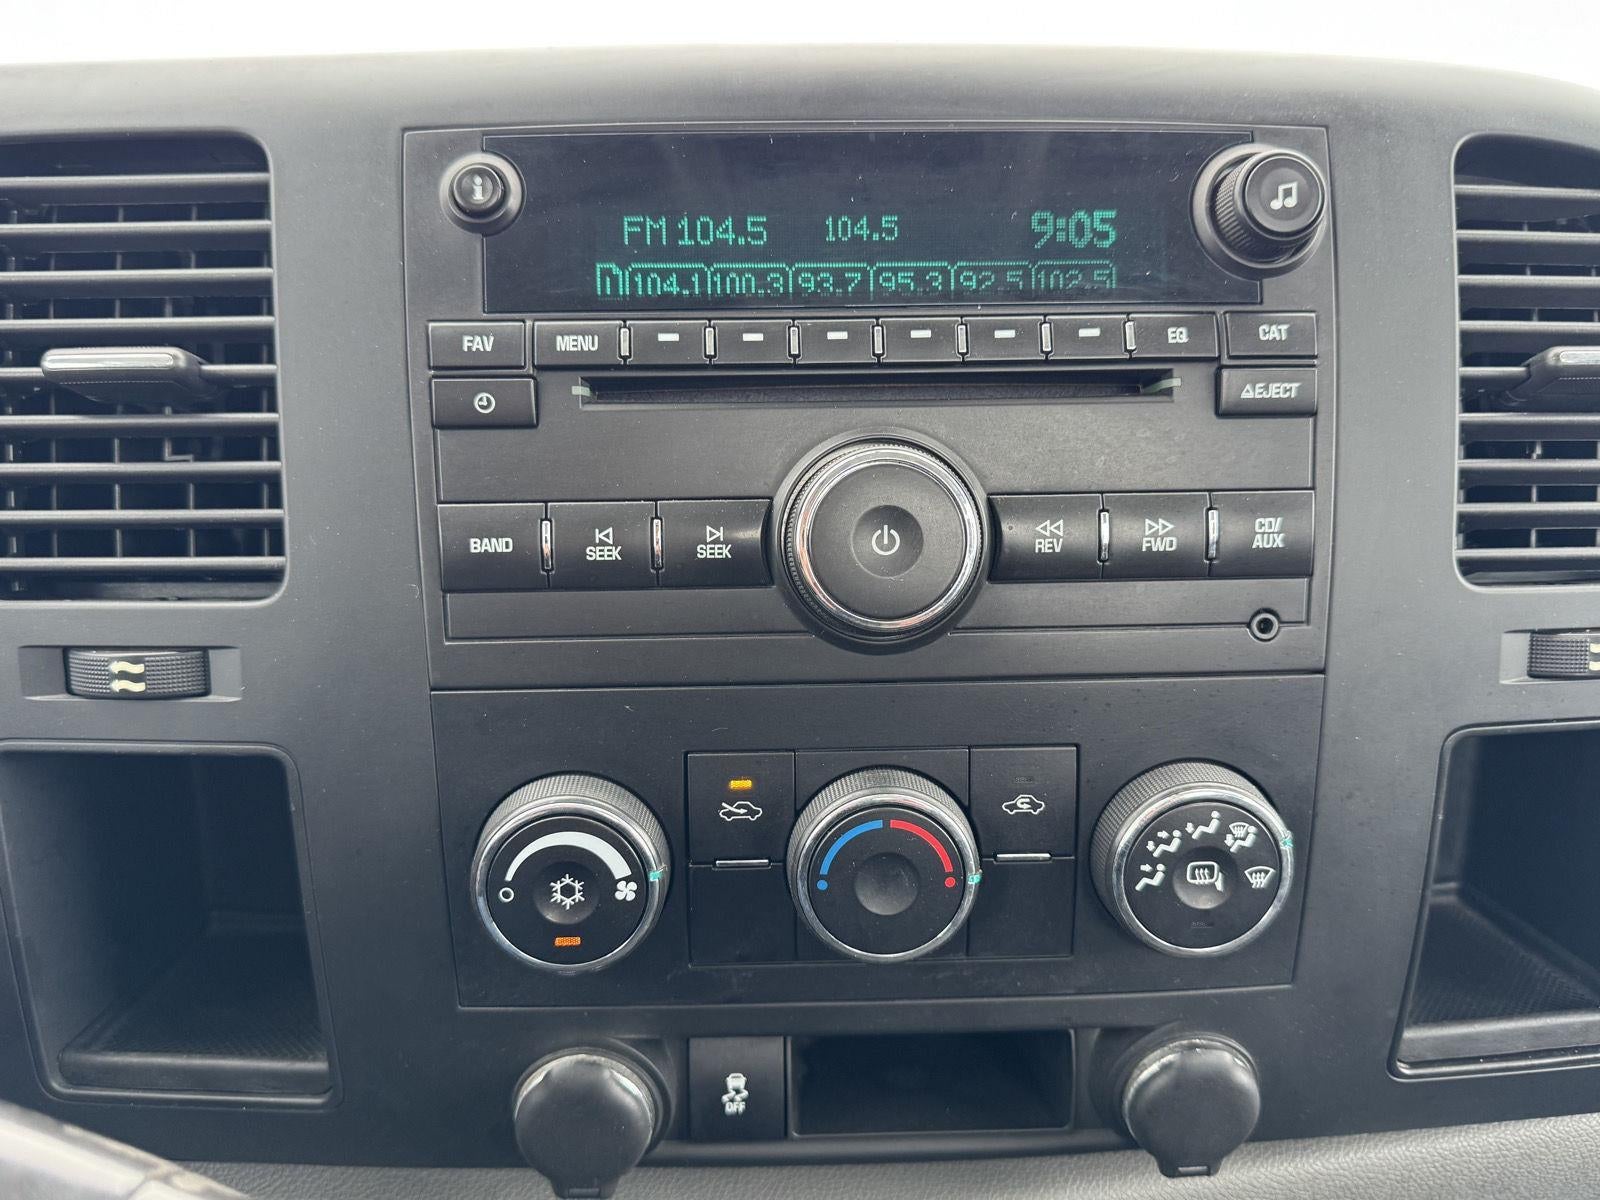 i
FM 104.5 104.5 9:05
104.1 100.3 93.7 95.3 92.5 102.5
FAV MENU EQ CAT
EJECT
BAND SEEK SEEK REV FWD CD/
AUX
OFF